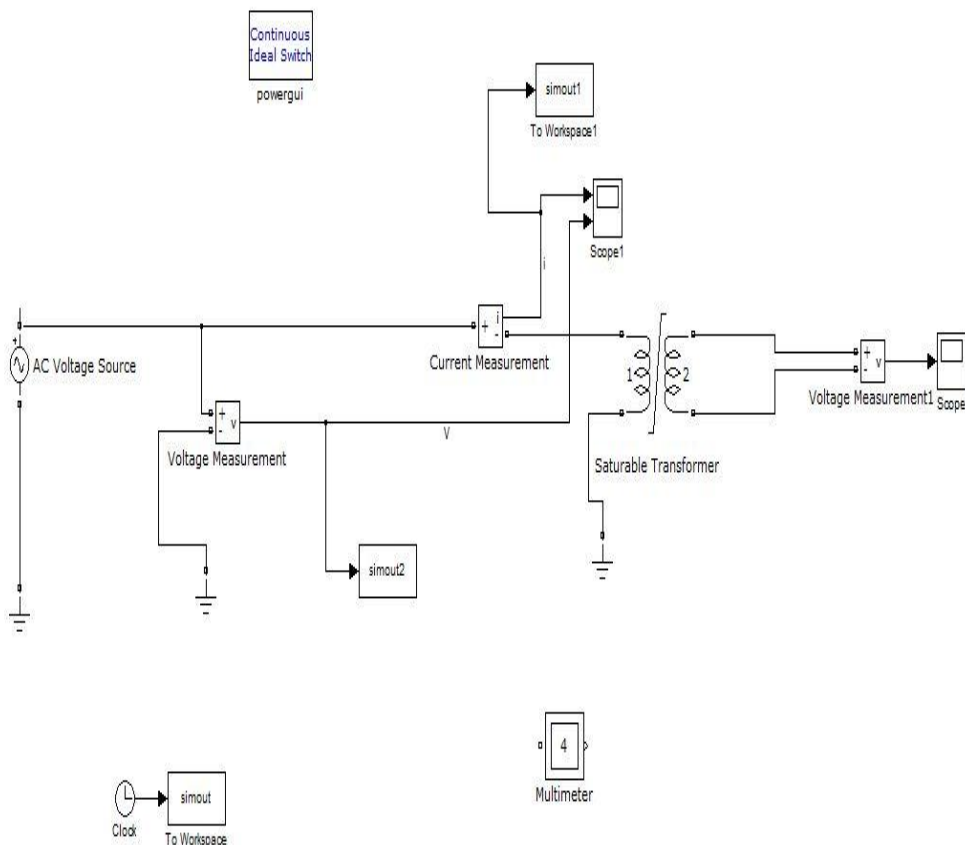 Continuous
Ideal Switch
powergui
simout1
To Workspace1
Scope1
i
i
+
-
Current Measurement
+
AC Voltage Source
1
2
+
-
v
Voltage Measurement1
Scope
+
-
v
Voltage Measurement
V
Saturable Transformer
simout2
4
Multimeter
Clock
simout
To Workspace